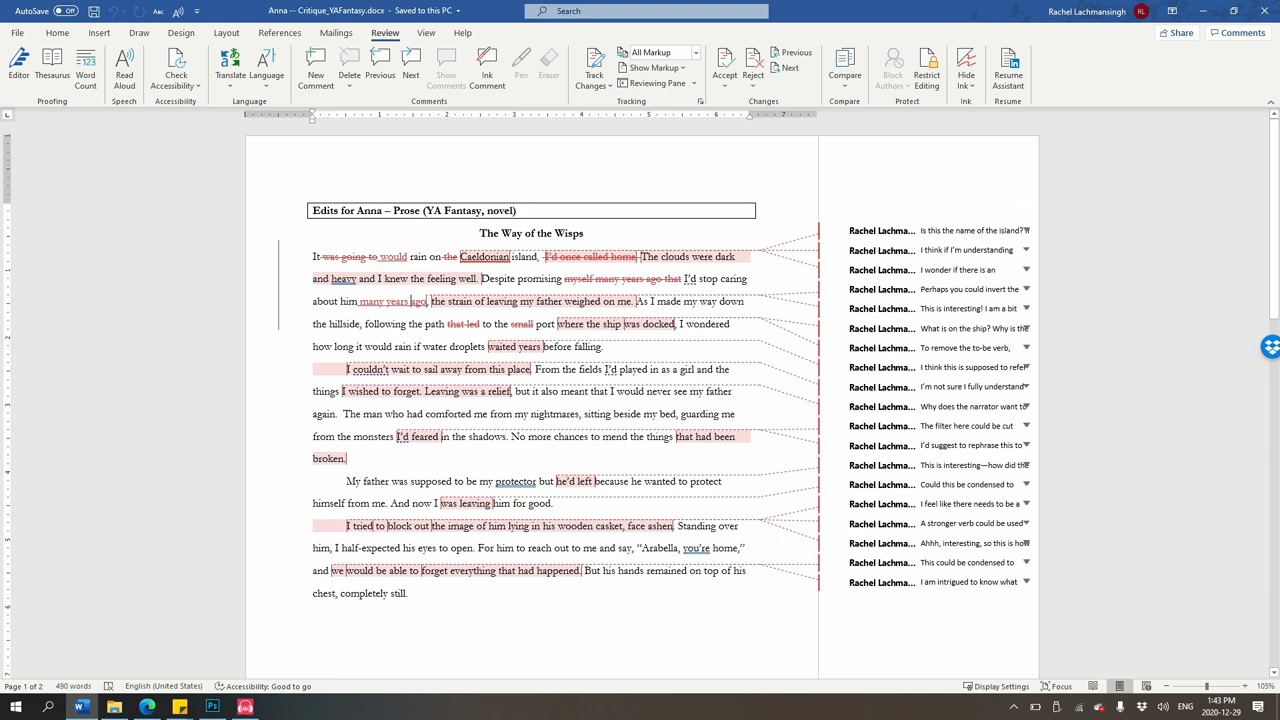 AutoSave Off Anna -- Critique_YAFantasy.docx - Saved to this PC Search Rachel Lachmansingh RL
File Home Insert Draw Design Layout References Mailings Review View Help Share Comments
Editor Thesaurus Word Count Read Aloud Check Accessibility Translate Language New Comment Delete Previous Next Show Comments Ink Comment Pen Eraser Track Changes All Markup Show Markup Reviewing Pane Accept Reject Previous Next Compare Block Authors Restrict Editing Hide Ink Resume Assistant
Proofing Speech Accessibility Language Comments Tracking Changes Compare Protect Ink Resume
1 1 2 3 4 5 6 7
Edits for Anna – Prose (YA Fantasy, novel)
The Way of the Wisps
It was going to would rain on the Caeldonian island, I'd once called home. The clouds were dark
and heavy and I knew the feeling well. Despite promising myself many years ago that I'd stop caring
about him many years ago, the strain of leaving my father weighed on me. As I made my way down
the hillside, following the path that led to the small port where the ship was docked, I wondered
how long it would rain if water droplets waited years before falling.
I couldn't wait to sail away from this place. From the fields I'd played in as a girl and the
things I wished to forget. Leaving was a relief, but it also meant that I would never see my father
again. The man who had comforted me from my nightmares, sitting beside my bed, guarding me
from the monsters I'd feared in the shadows. No more chances to mend the things that had been
broken.
My father was supposed to be my protector but he'd left because he wanted to protect
himself from me. And now I was leaving him for good.
I tried to block out the image of him lying in his wooden casket, face ashen. Standing over
him, I half-expected his eyes to open. For him to reach out to me and say, “Arabella, you're home,”
and we would be able to forget everything that had happened. But his hands remained on top of his
chest, completely still.
Rachel Lachma... Is this the name of the island?
Rachel Lachma... I think if I'm understanding
Rachel Lachma... I wonder if there is an
Rachel Lachma... Perhaps you could invert the
Rachel Lachma... This is interesting! I am a bit
Rachel Lachma... What is on the ship? Why is
Rachel Lachma... To remove the to-be verb,
Rachel Lachma... I think this is supposed to refer
Rachel Lachma... I'm not sure I fully understand
Rachel Lachma... Why does the narrator want to
Rachel Lachma... The filter here could be cut
Rachel Lachma... I'd suggest to rephrase this to
Rachel Lachma... This is interesting—how did
Rachel Lachma... Could this be condensed to
Rachel Lachma... I feel like there needs to be a
Rachel Lachma... A stronger verb could be used
Rachel Lachma... Ahhh, interesting, so this is
Rachel Lachma... This could be condensed to
Rachel Lachma... I am intrigued to know what
Page 1 of 2 490 words English (United States) Accessibility: Good to go Display Settings Focus 105%
ENG 1:43 PM
2020-12-29